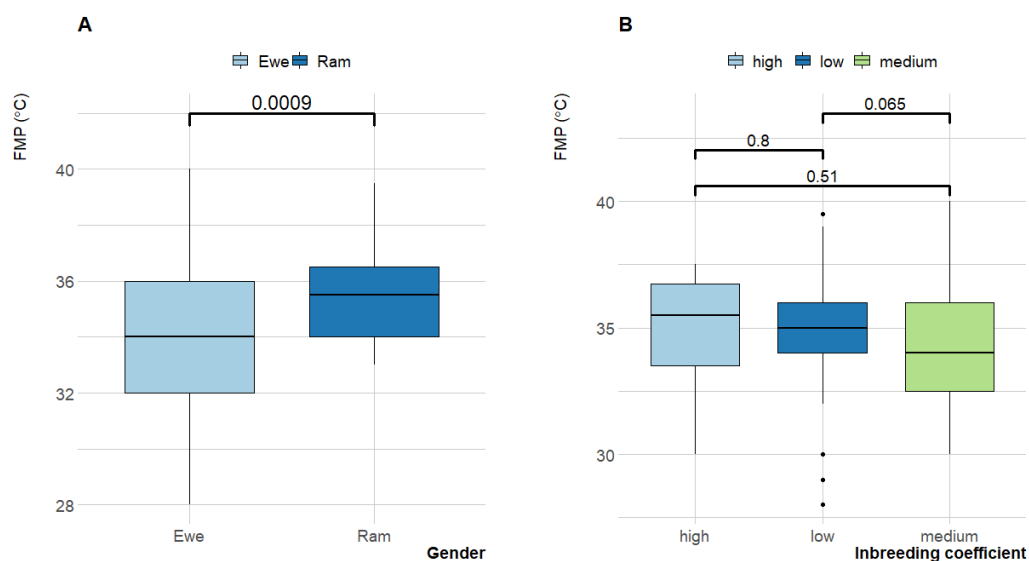 A
Ewe Ram
FMP (°C)
0.0009
40
36
32
28
Ewe Ram
Gender
B
high low medium
FMP (°C)
0.065
0.8
0.51
40
35
30
high low medium
Inbreeding coefficient